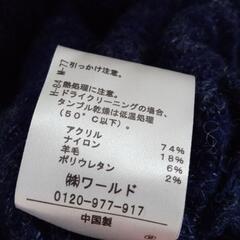 M-77
引っかけ注意。
H-94
熱処理に注意。
ドライクリーニングの場合、
タンブル乾燥は低温処理
(50°C以下)。
アクリル 74%
ナイロン 18%
羊毛 6%
ポリウレタン 2%
㈱ワールド
0120-977-917
中国製